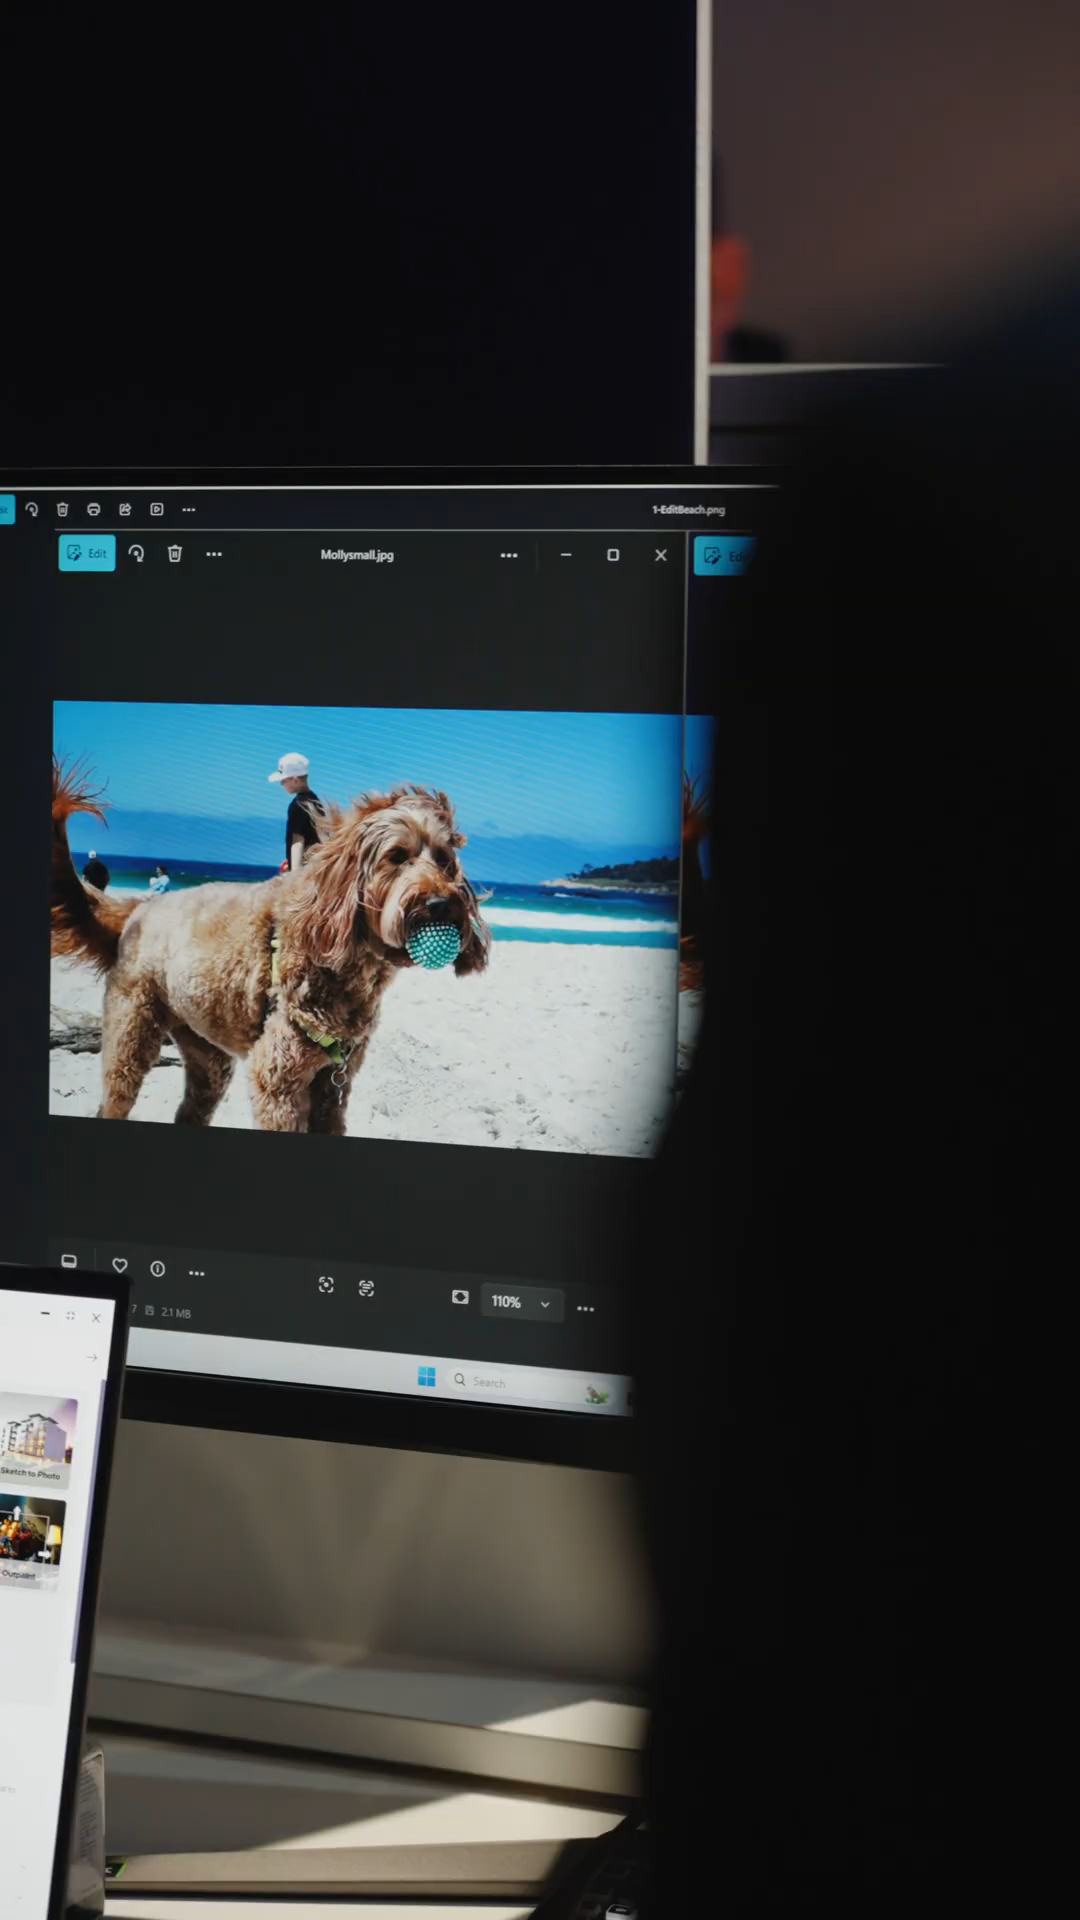 1-EditBeach.png
Edit
Mollysmall.jpg
110%
2.1 MB
Search
Sketch to Photo
Outpaint